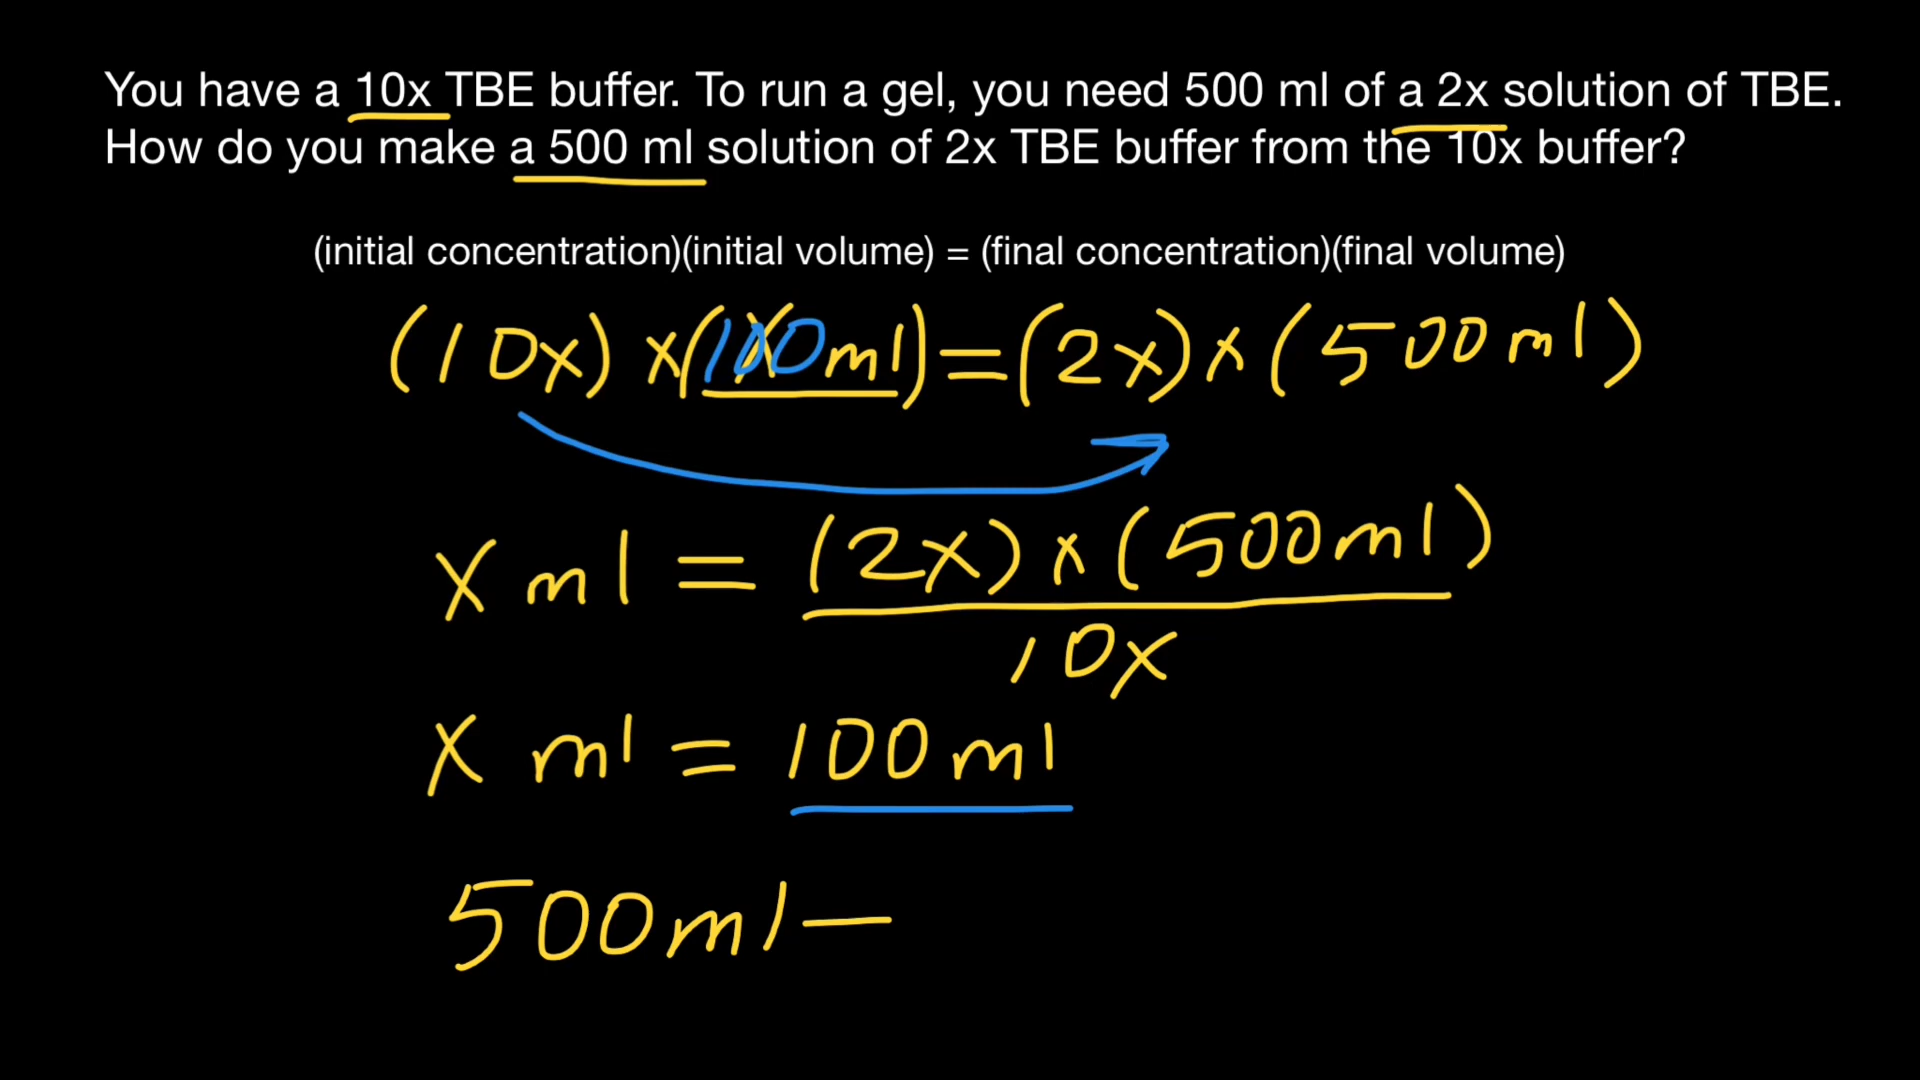 You have a 10x TBE buffer. To run a gel, you need 500 ml of a 2x solution of TBE.
How do you make a 500 ml solution of 2x TBE buffer from the 10x buffer?
(initial concentration)(initial volume) = (final concentration)(final volume)
(10x) x (100ml) = (2x) x (500ml)
X ml = (2x) x (500ml)
10x
X ml = 100ml
500ml —